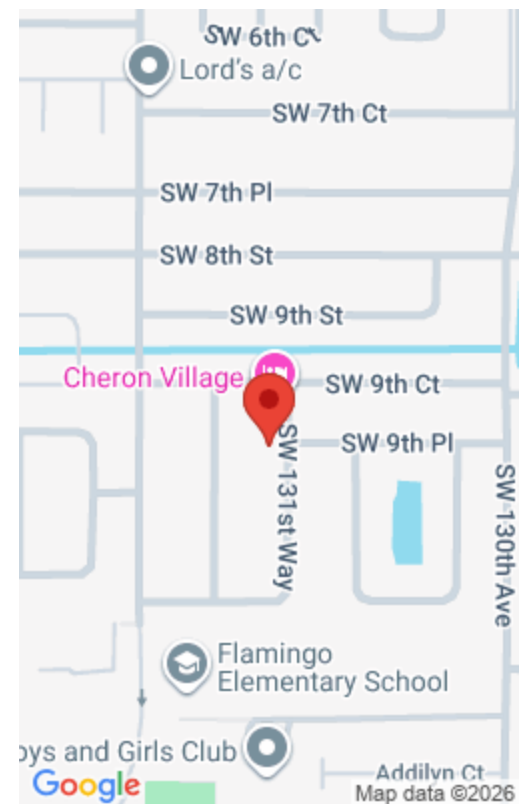 SW 6th Ct
Lord's a/c
SW 7th Ct
SW 7th Pl
SW 8th St
SW 9th St
Cheron Village
SW 9th Ct
SW 9th Pl
SW 131st Way
SW 130th Ave
Flamingo
Elementary School
oys and Girls Club
Addilyn Ct
Google
Map data ©2026